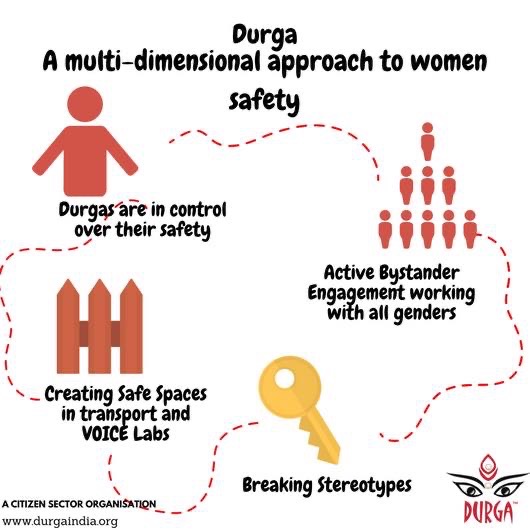 Durga
A multi-dimensional approach to women
safety
Durgas are in control
over their safety
Active Bystander
Engagement working
with all genders
Creating Safe Spaces
in transport and
VOICE Labs
Breaking Stereotypes
A CITIZEN SECTOR ORGANISATION
www.durgaindia.org
DURGA™